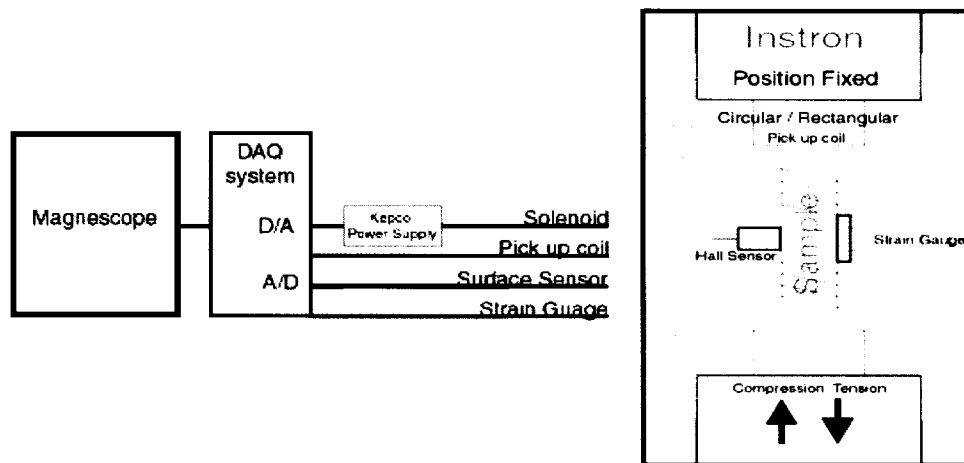 Magnescope
DAQ
system
D/A
A/D
Kepco
Power Supply
Solenoid
Pick up coil
Surface Sensor
Strain Guage
Instron
Position Fixed
Circular / Rectangular
Pick up coil
Hall Sensor
Sample
Strain Gauge
Compression Tension